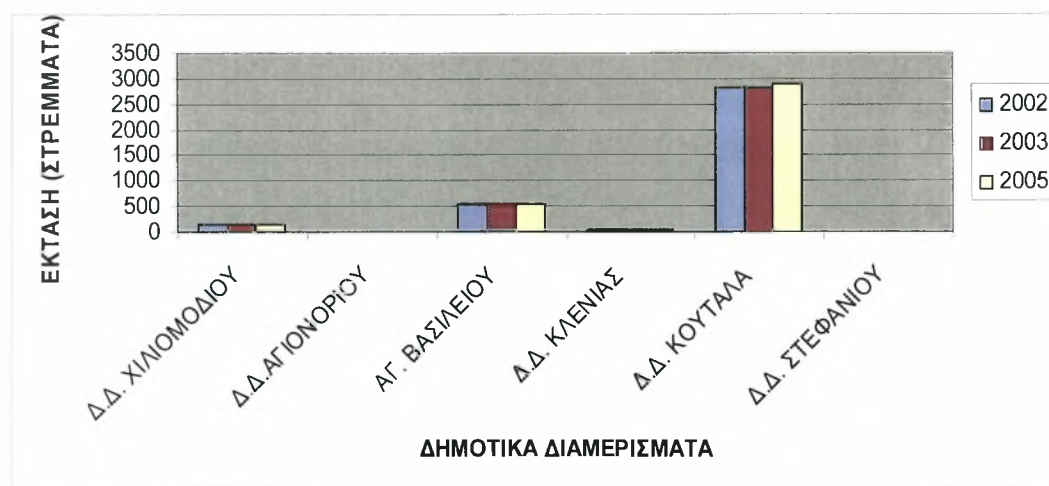 ΕΚΤΑΣΗ (ΣΤΡΕΜΜΑΤΑ)
3500
3000
2500
2000
1500
1000
500
0
Δ.Δ. ΧΙΛΙΟΜΟΔΙΟΥ
Δ.Δ.ΑΓΙΟΝΟΡΙΟΥ
ΑΓ. ΒΑΣΙΛΕΙΟΥ
Δ.Δ. ΚΛΕΝΙΑΣ
Δ.Δ. ΚΟΥΤΑΛΑ
Δ.Δ. ΣΤΕΦΑΝΙΟΥ
ΔΗΜΟΤΙΚΑ ΔΙΑΜΕΡΙΣΜΑΤΑ
2002
2003
2005